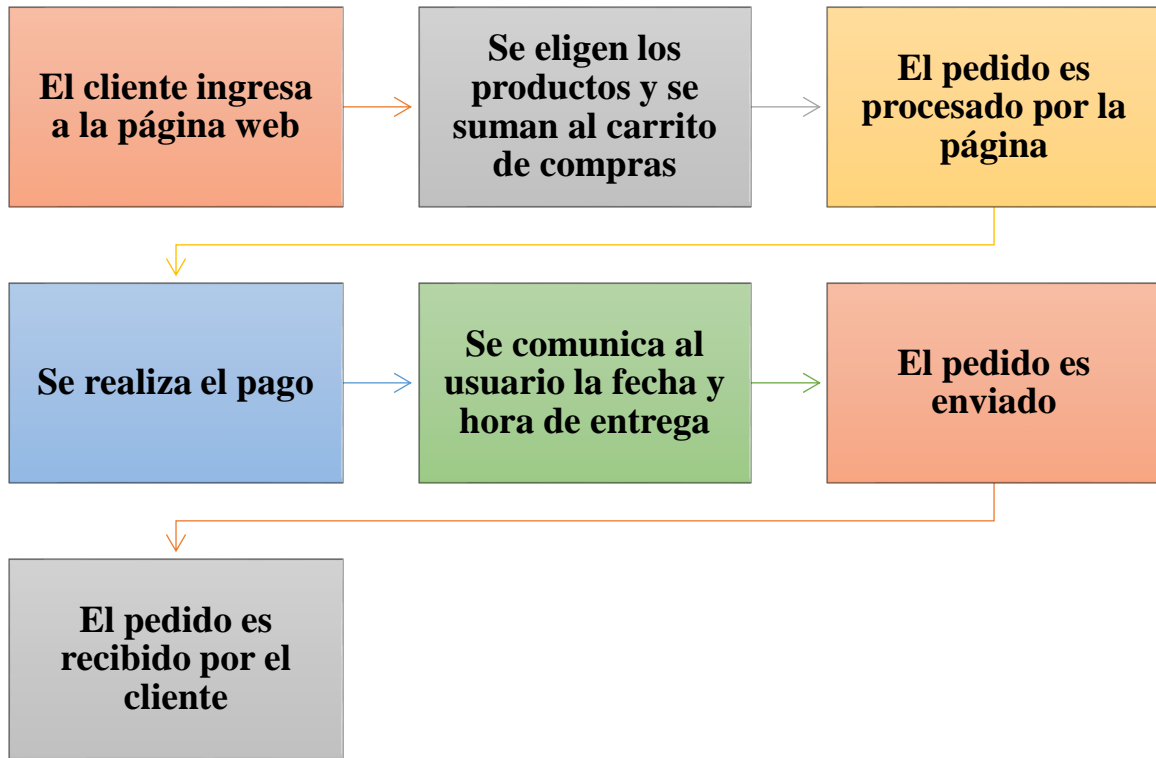 El cliente ingresa
a la página web
Se eligen los
productos y se
suman al carrito
de compras
El pedido es
procesado por la
página
Se realiza el pago
Se comunica al
usuario la fecha y
hora de entrega
El pedido es
enviado
El pedido es
recibido por el
cliente